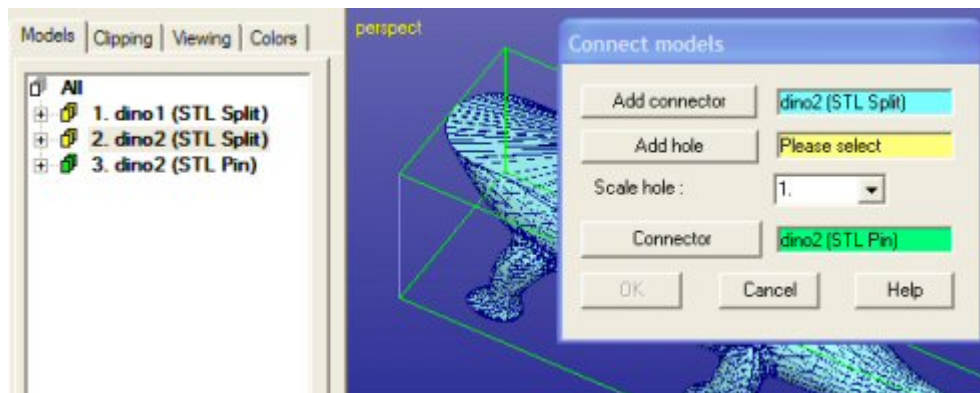 Models Clipping Viewing Colors
All
1. dino1 (STL Split)
2. dino2 (STL Split)
3. dino2 (STL Pin)
perspect
Connect models
Add connector dino2 (STL Split)
Add hole Please select
Scale hole : 1.
Connector dino2 (STL Pin)
OK Cancel Help